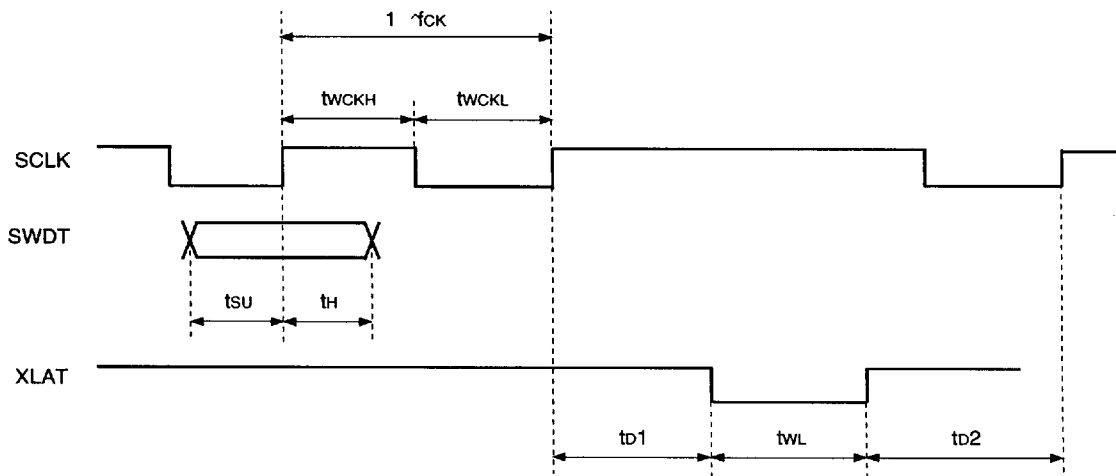 1 ^fCK
tWCKH tWCKL
SCLK
SWDT
tSU tH
XLAT
tD1 tWL tD2